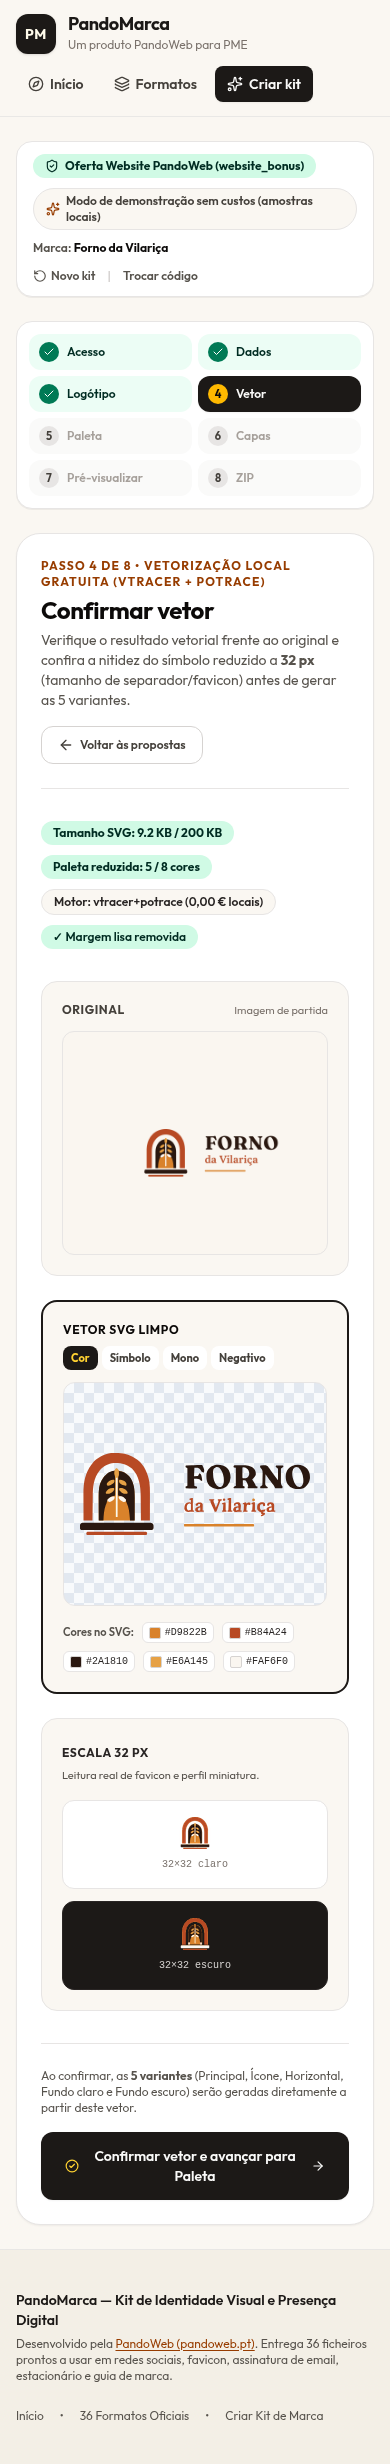 PM
PandoMarca
Um produto PandoWeb para PME
Início
Formatos
Criar kit
Oferta Website PandoWeb (website_bonus)
Modo de demonstração sem custos (amostras
locais)
Marca: Forno da Vilariça
Novo kit | Trocar código
Acesso
Dados
Logótipo
4 Vetor
5 Paleta
6 Capas
7 Pré-visualizar
8 ZIP
PASSO 4 DE 8 • VETORIZAÇÃO LOCAL
GRATUITA (VTRACER + POTRACE)
Confirmar vetor
Verifique o resultado vetorial frente ao original e
confira a nitidez do símbolo reduzido a 32 px
(tamanho de separador/favicon) antes de gerar
as 5 variantes.
Voltar às propostas
Tamanho SVG: 9.2 KB / 200 KB
Paleta reduzida: 5 / 8 cores
Motor: vtracer+potrace (0,00 € locais)
✓ Margem lisa removida
ORIGINAL
Imagem de partida
FORNO
da Vilariça
VETOR SVG LIMPO
Cor
Símbolo
Mono
Negativo
FORNO
da Vilariça
Cores no SVG: #D9822B #B84A24
#2A1810 #E6A145 #FAF6F0
ESCALA 32 PX
Leitura real de favicon e perfil miniatura.
32×32 claro
32×32 escuro
Ao confirmar, as 5 variantes (Principal, Ícone, Horizontal,
Fundo claro e Fundo escuro) serão geradas diretamente a
partir deste vetor.
Confirmar vetor e avançar para
Paleta
PandoMarca — Kit de Identidade Visual e Presença
Digital
Desenvolvido pela PandoWeb (pandoweb.pt). Entrega 36 ficheiros
prontos a usar em redes sociais, favicon, assinatura de email,
estacionário e guia de marca.
Início • 36 Formatos Oficiais • Criar Kit de Marca